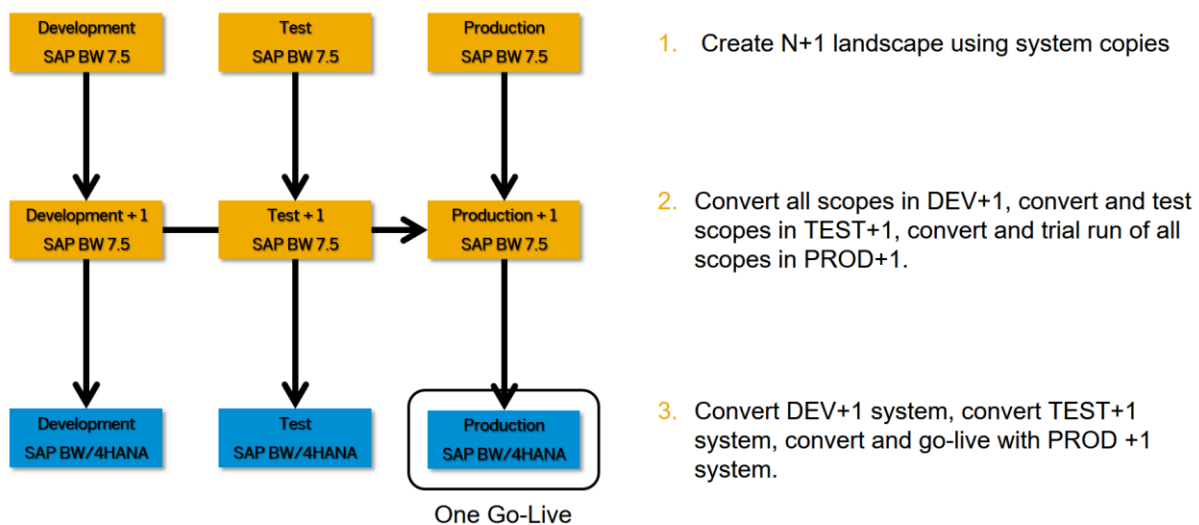 Development
SAP BW 7.5
Test
SAP BW 7.5
Production
SAP BW 7.5
1. Create N+1 landscape using system copies
Development + 1
SAP BW 7.5
Test + 1
SAP BW 7.5
Production + 1
SAP BW 7.5
2. Convert all scopes in DEV+1, convert and test
scopes in TEST+1, convert and trial run of all
scopes in PROD+1.
Development
SAP BW/4HANA
Test
SAP BW/4HANA
Production
SAP BW/4HANA
One Go-Live
3. Convert DEV+1 system, convert TEST+1
system, convert and go-live with PROD +1
system.